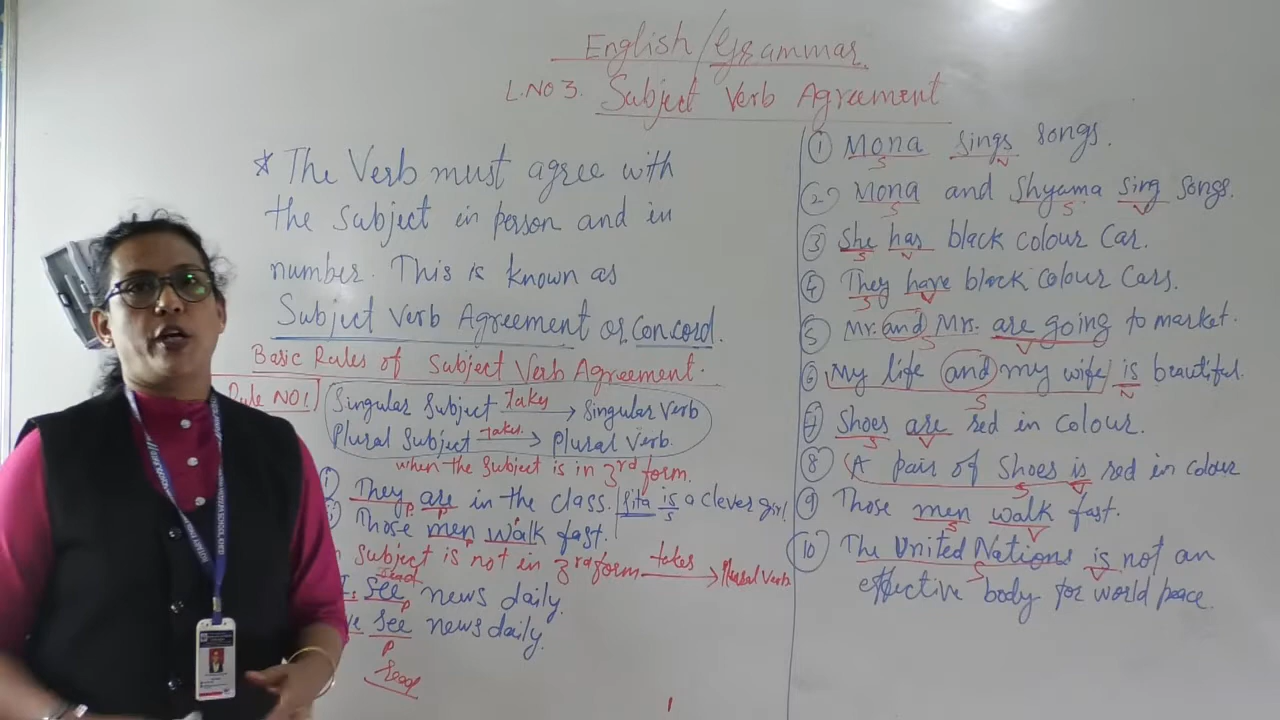 English/Grammar.
L.NO 3. Subject Verb Agreement
* The Verb must agree with
the subject in person and in
number. This is known as
Subject Verb Agreement or Concord.
Basic Rules of Subject Verb Agreement.
Rule NO 1
Singular Subject takes → Singular Verb
Plural Subject takes → Plural Verb.
when the subject is in 3rd form.
They are in the class. Gita is a clever girl.
P P S
Those men walk fast.
P P
subject is not in 3rd form takes → Plural Verb
read
I see news daily.
P
see news daily.
P
read
① Mona sings songs.
S V
② Mona and Shyama sing songs.
S S V
③ She has black colour Car.
S V
④ They have black colour Cars.
S V
⑤ Mr. and Mrs. are going to market.
S V
⑥ My life and my wife is beautiful.
S V
⑦ Shoes are red in colour.
S V
⑧ A pair of shoes is red in colour
S V
⑨ Those men walk fast.
S V
⑩ The United Nations is not an
S V
effective body for world peace.